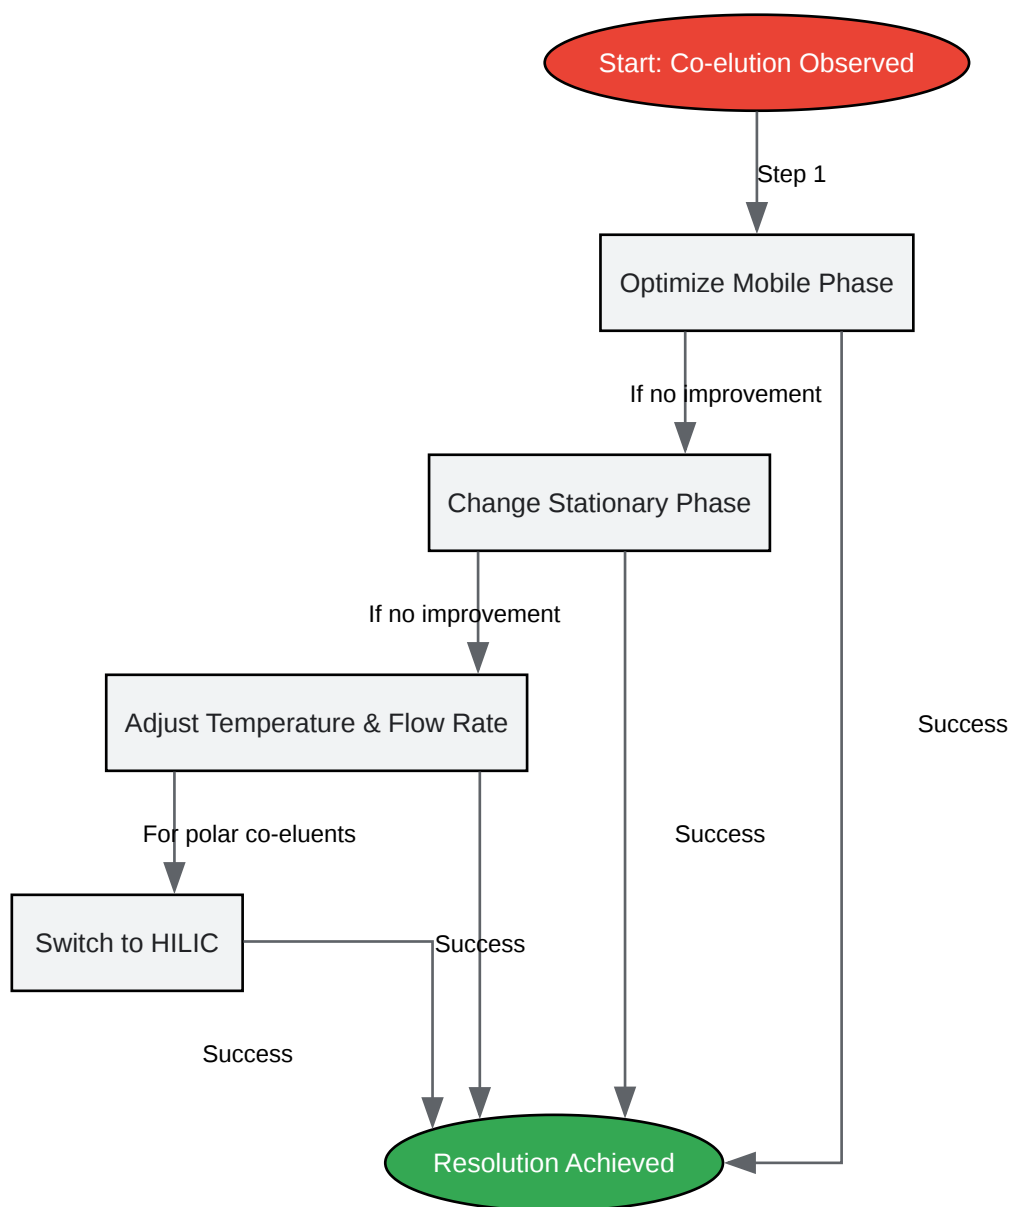 Start: Co-elution Observed
Step 1
Optimize Mobile Phase
If no improvement
Change Stationary Phase
If no improvement
Adjust Temperature & Flow Rate
Success
For polar co-eluents
Success
Switch to HILIC
Success
Success
Resolution Achieved